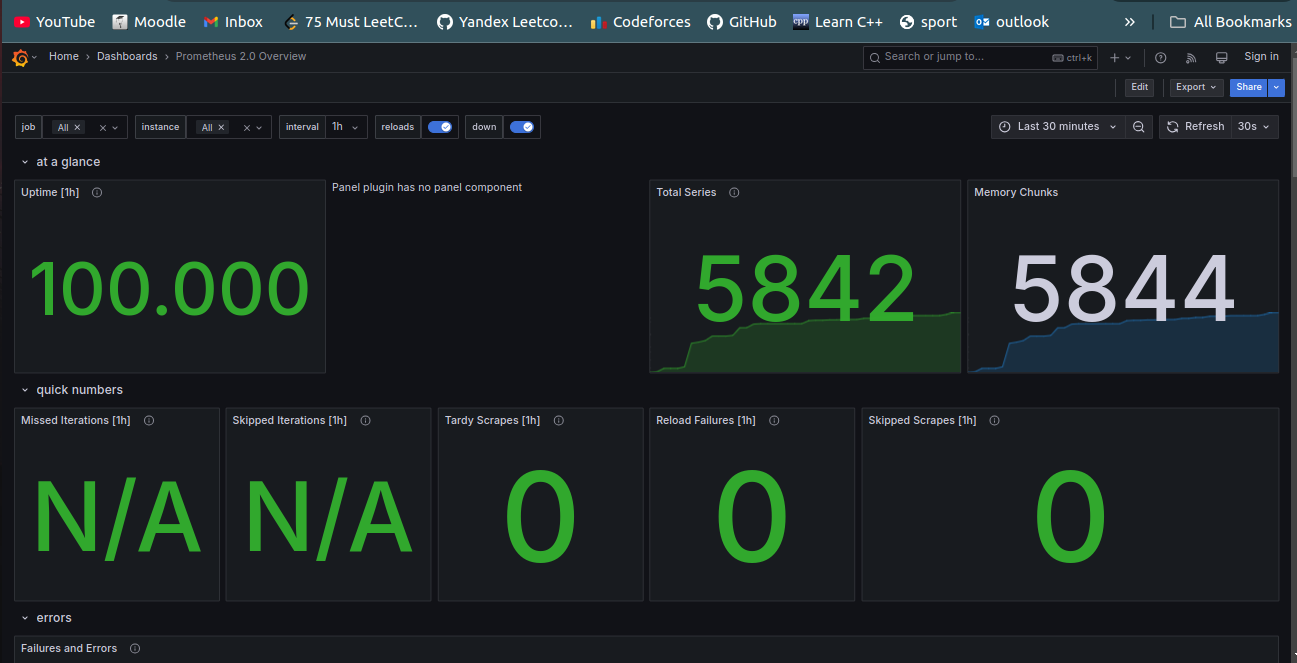 YouTube Moodle Inbox 75 Must LeetC... Yandex Leetco... Codeforces GitHub Learn C++ sport outlook » All Bookmarks
Home › Dashboards › Prometheus 2.0 Overview Search or jump to... ctrl+k Sign in
Edit Export Share
job All × instance All × interval 1h reloads down Last 30 minutes Refresh 30s
at a glance
Uptime [1h] Panel plugin has no panel component Total Series Memory Chunks
100.000 5842 5844
quick numbers
Missed Iterations [1h] Skipped Iterations [1h] Tardy Scrapes [1h] Reload Failures [1h] Skipped Scrapes [1h]
N/A N/A 0 0 0
errors
Failures and Errors